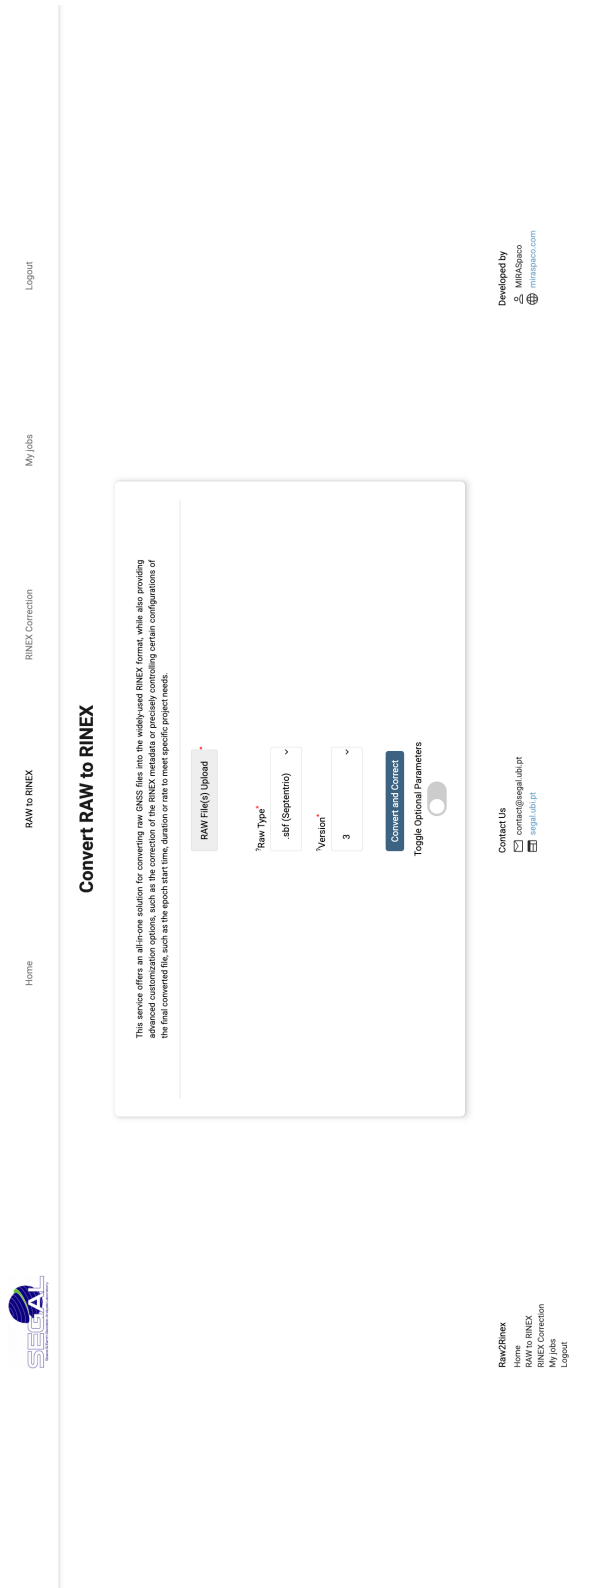 SEGAL
Home
RAW to RINEX
RINEX Correction
My jobs
Logout
Convert RAW to RINEX
This service offers an all-in-one solution for converting raw GNSS files into the widely-used RINEX format, while also providing
advanced customization options, such as the correction of the RINEX metadata or precisely controlling certain configurations of
the final converted file, such as the epoch start time, duration or rate to meet specific project needs.
RAW File(s) Upload *
?Raw Type*
.sbf (Septentrio)
?Version*
3
Convert and Correct
Toggle Optional Parameters
Raw2Rinex
Home
RAW to RINEX
RINEX Correction
My jobs
Logout
Contact Us
contact@segal.ubi.pt
segal.ubi.pt
Developed by
MIRASpaco
miraspaco.com